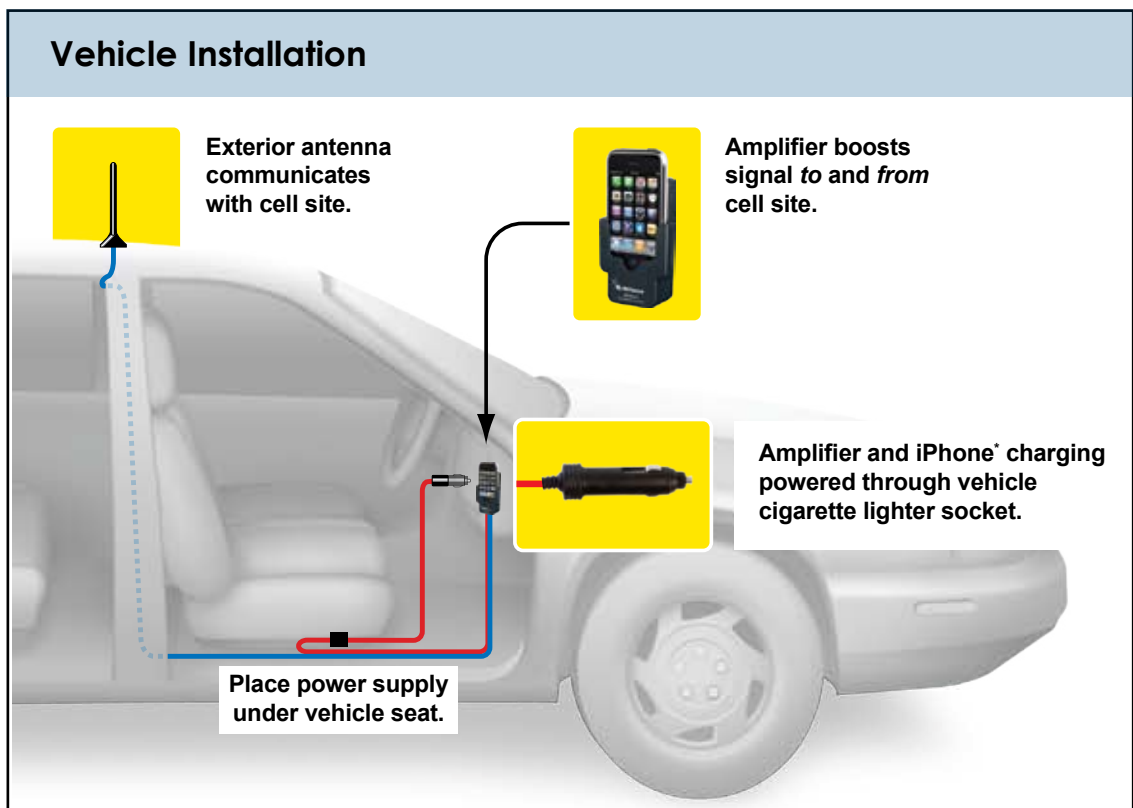 Vehicle Installation
Exterior antenna
communicates
with cell site.
Amplifier boosts
signal to and from
cell site.
Amplifier and iPhone* charging
powered through vehicle
cigarette lighter socket.
Place power supply
under vehicle seat.